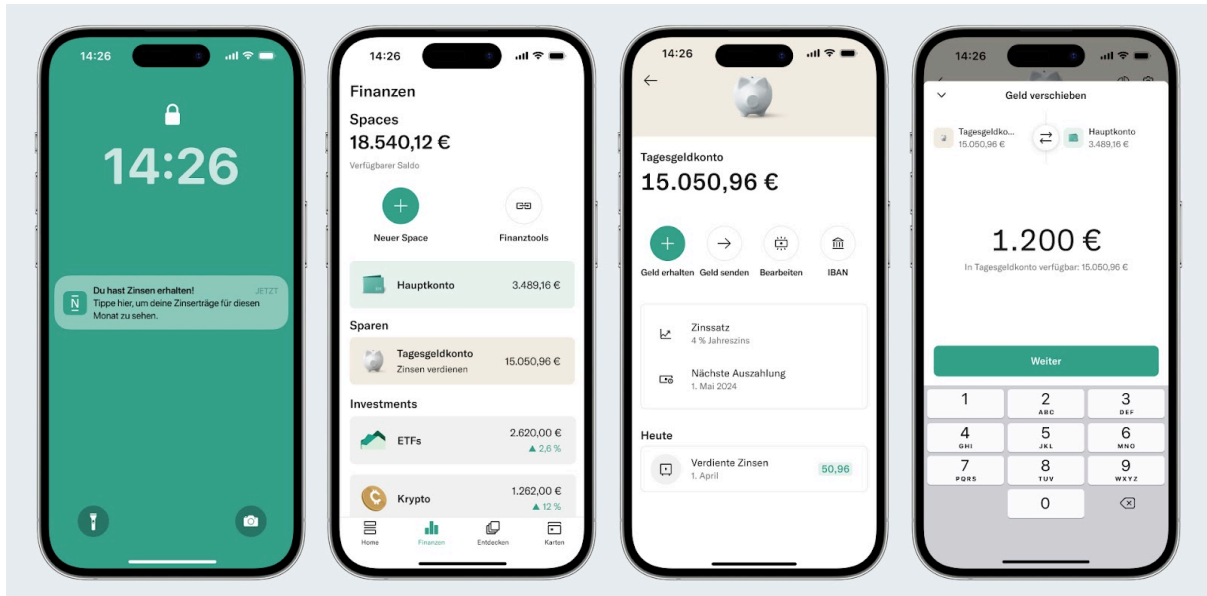 14:26
14:26
Du hast Zinsen erhalten!
JETZT
Tippe hier, um deine Zinserträge für diesen
Monat zu sehen.
N
14:26
Finanzen
Spaces
18.540,12 €
Verfügbarer Saldo
Neuer Space
Finanztools
Hauptkonto
3.489,16 €
Sparen
Tagesgeldkonto
Zinsen verdienen
15.050,96 €
Investments
ETFs
2.620,00 €
▲ 2,6 %
Krypto
1.262,00 €
▲ 12 %
Home
Finanzen
Entdecken
Karten
14:26
Tagesgeldkonto
15.050,96 €
Geld erhalten
Geld senden
Bearbeiten
IBAN
Zinssatz
4 % Jahreszins
Nächste Auszahlung
1. Mai 2024
Heute
Verdiente Zinsen
1. April
50,96
14:26
Geld verschieben
Tagesgeldko...
15.050,96 €
Hauptkonto
3.489,16 €
1.200 €
In Tagesgeldkonto verfügbar: 15.050,96 €
Weiter
1
2
ABC
3
DEF
4
GHI
5
JKL
6
MNO
7
PQRS
8
TUV
9
WXYZ
0